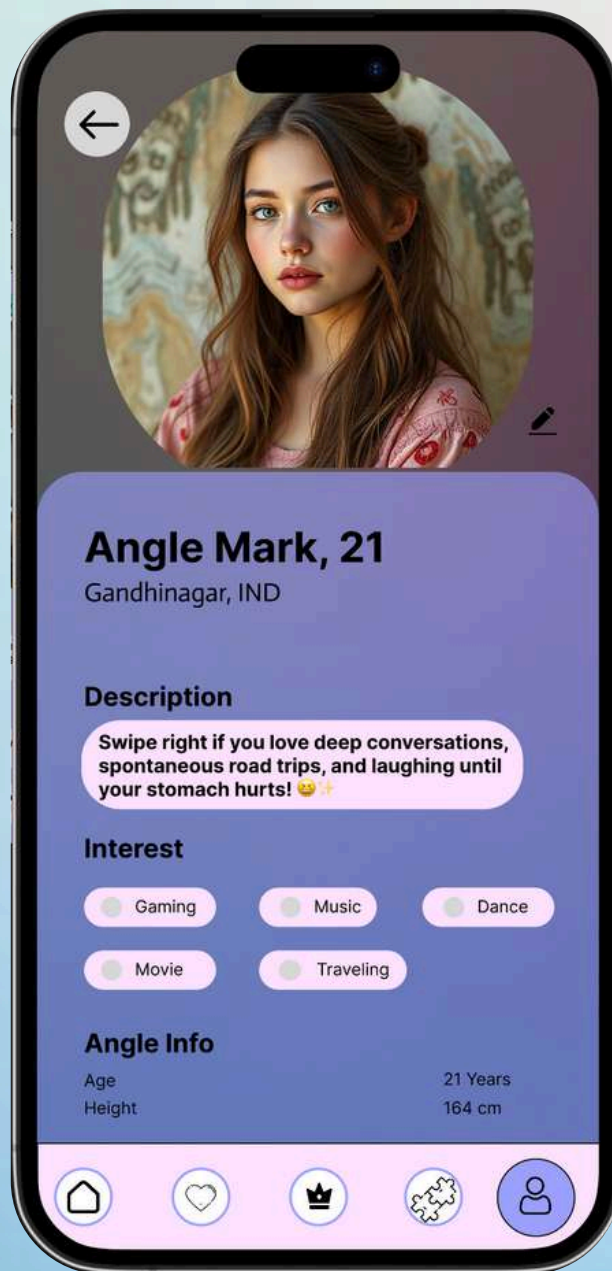 Angle Mark, 21
Gandhinagar, IND
Description
Swipe right if you love deep conversations,
spontaneous road trips, and laughing until
your stomach hurts! 😆✨
Interest
Gaming Music Dance
Movie Traveling
Angle Info
Age 21 Years
Height 164 cm